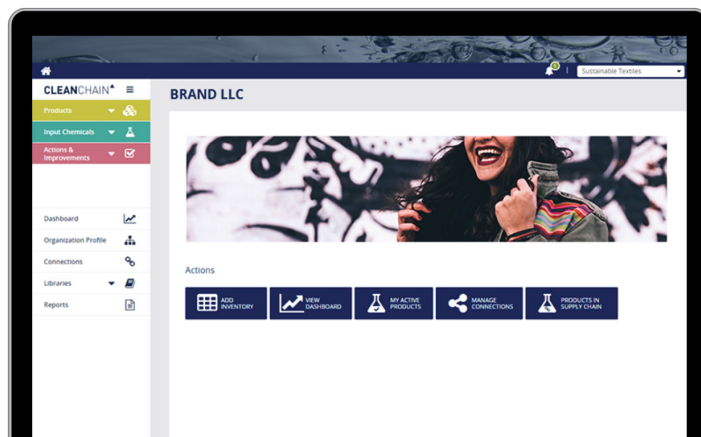 Sustainable Textiles
CLEANCHAIN
BRAND LLC
Products
Input Chemicals
Actions &
Improvements
Dashboard
Organization Profile
Connections
Libraries
Reports
Actions
ADD
INVENTORY
VIEW
DASHBOARD
MY ACTIVE
PRODUCTS
MANAGE
CONNECTIONS
PRODUCTS IN
SUPPLY CHAIN